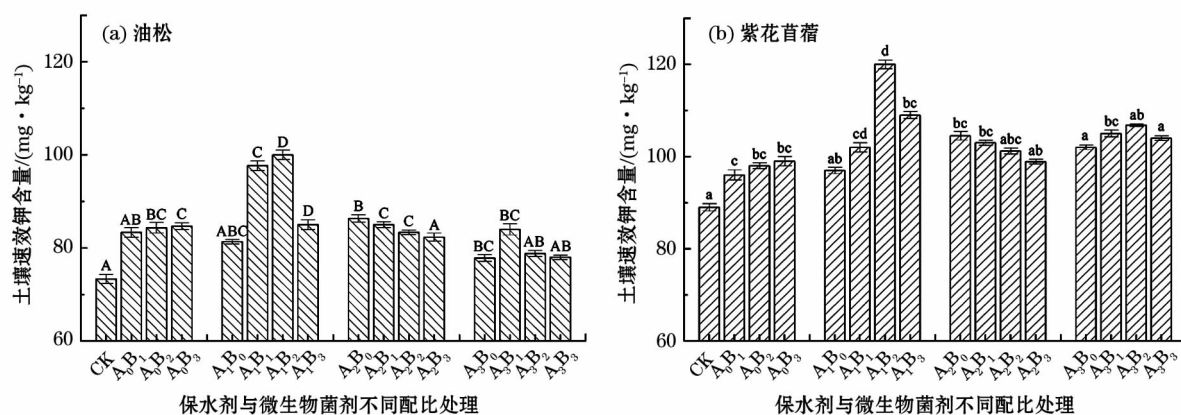 (a) 油松
120
100
80
60
土壤速效钾含量/(mg·kg⁻¹)
A AB BC C ABC C D D B C C A BC BC AB AB
CK A₀B₁ A₀B₂ A₀B₃ A₁B₀ A₁B₁ A₁B₂ A₁B₃ A₂B₀ A₂B₁ A₂B₂ A₂B₃ A₃B₀ A₃B₁ A₃B₂ A₃B₃
保水剂与微生物菌剂不同配比处理
(b) 紫花苜蓿
120
100
80
60
土壤速效钾含量/(mg·kg⁻¹)
a c bc bc ab cd d bc bc bc abc ab a bc ab a
CK A₀B₁ A₀B₂ A₀B₃ A₁B₀ A₁B₁ A₁B₂ A₁B₃ A₂B₀ A₂B₁ A₂B₂ A₂B₃ A₃B₀ A₃B₁ A₃B₂ A₃B₃
保水剂与微生物菌剂不同配比处理